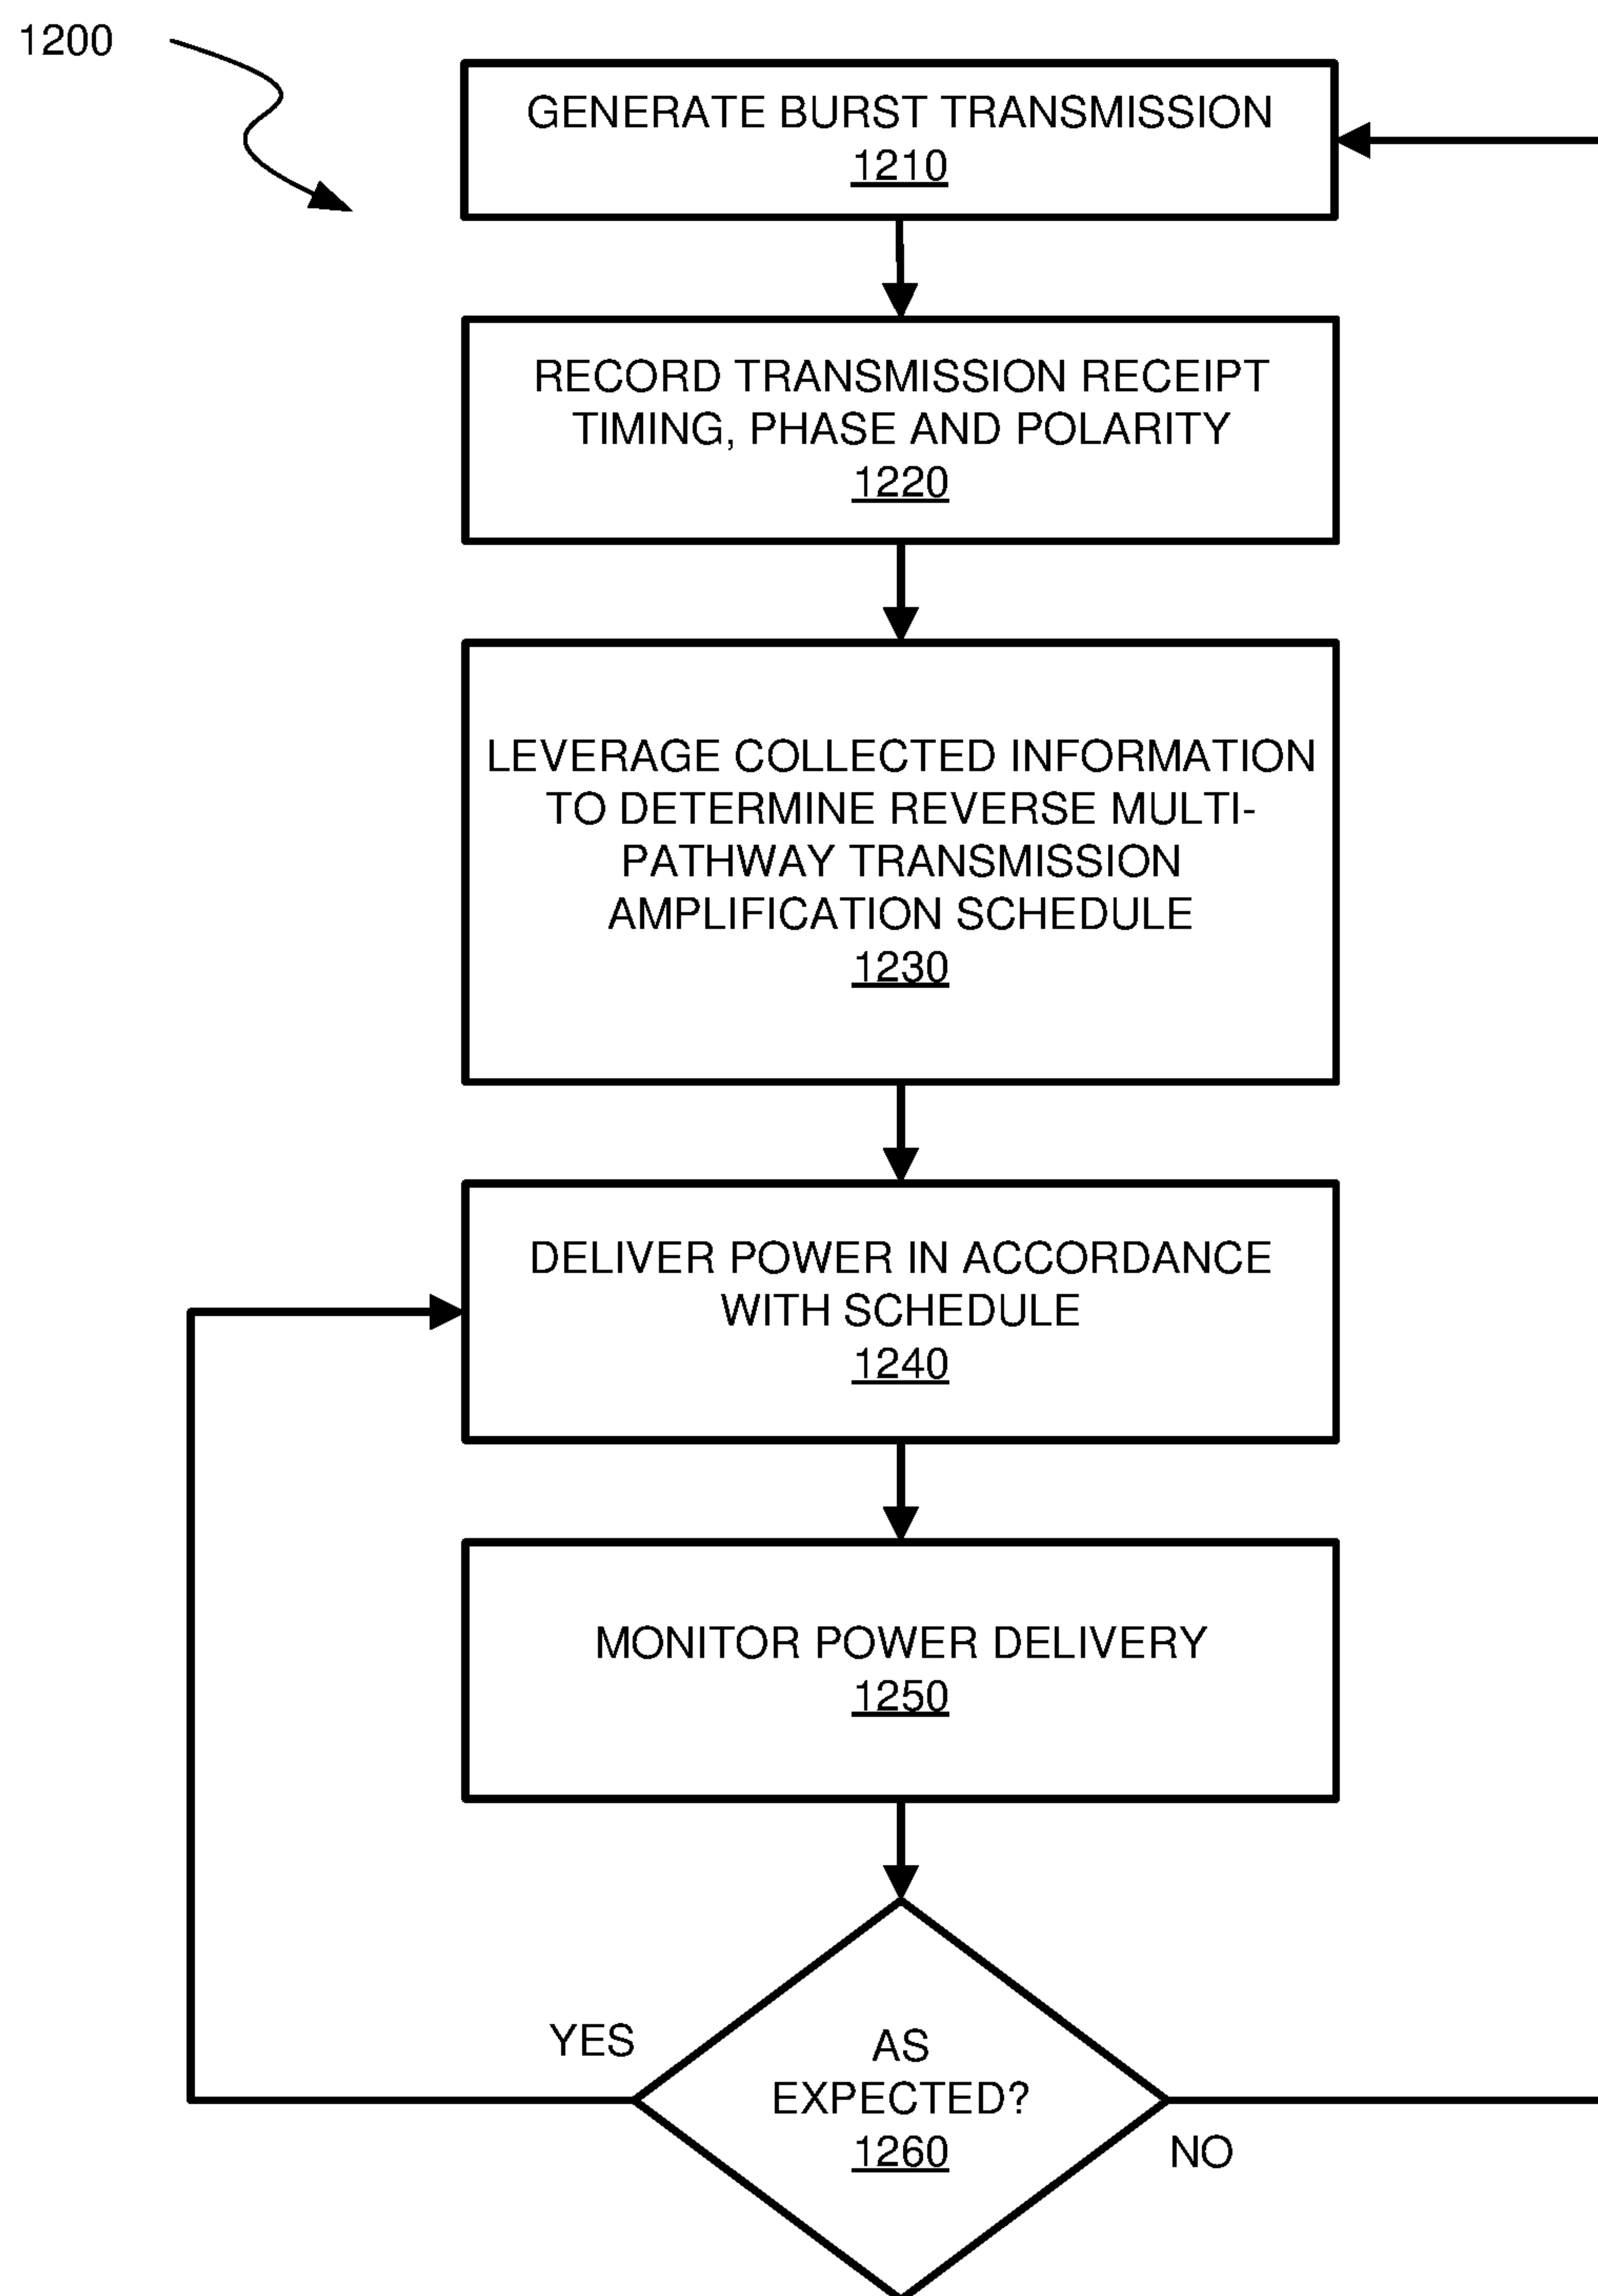 1200
GENERATE BURST TRANSMISSION
1210
RECORD TRANSMISSION RECEIPT
TIMING, PHASE AND POLARITY
1220
LEVERAGE COLLECTED INFORMATION
TO DETERMINE REVERSE MULTI-
PATHWAY TRANSMISSION
AMPLIFICATION SCHEDULE
1230
DELIVER POWER IN ACCORDANCE
WITH SCHEDULE
1240
MONITOR POWER DELIVERY
1250
YES
AS
EXPECTED?
1260
NO